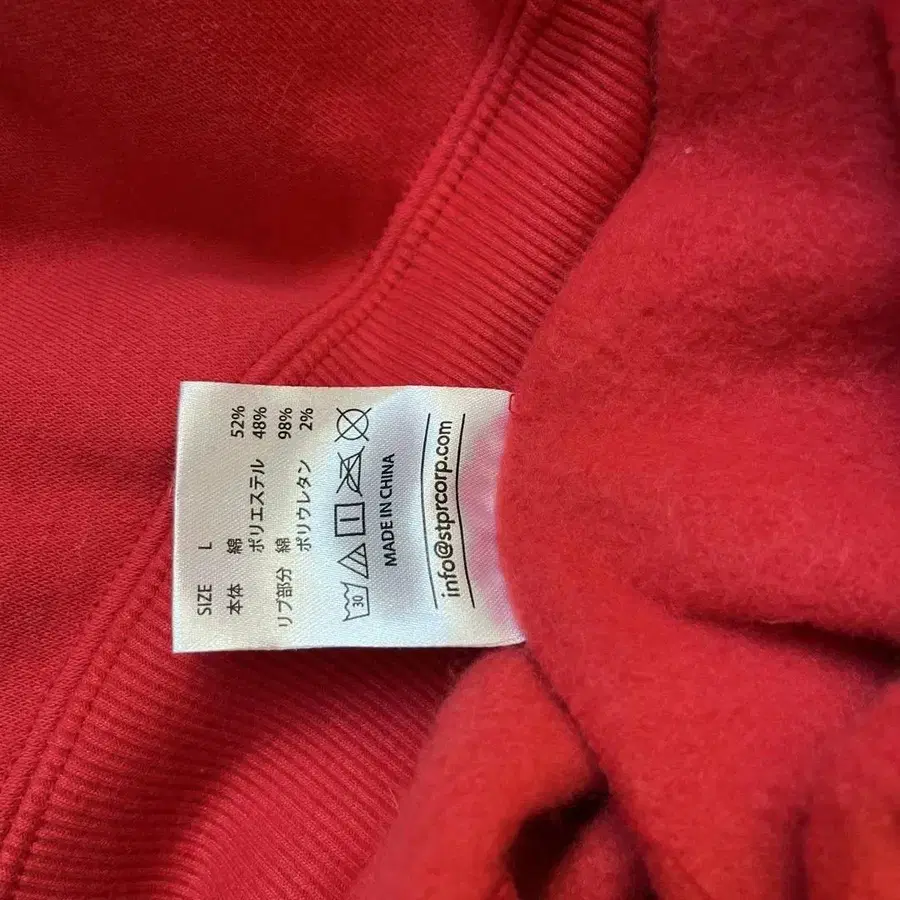 SIZE L
本体 綿 52%
ポリエステル 48%
リブ部分 綿 98%
ポリウレタン 2%
30
MADE IN CHINA
info@stprcorp.com